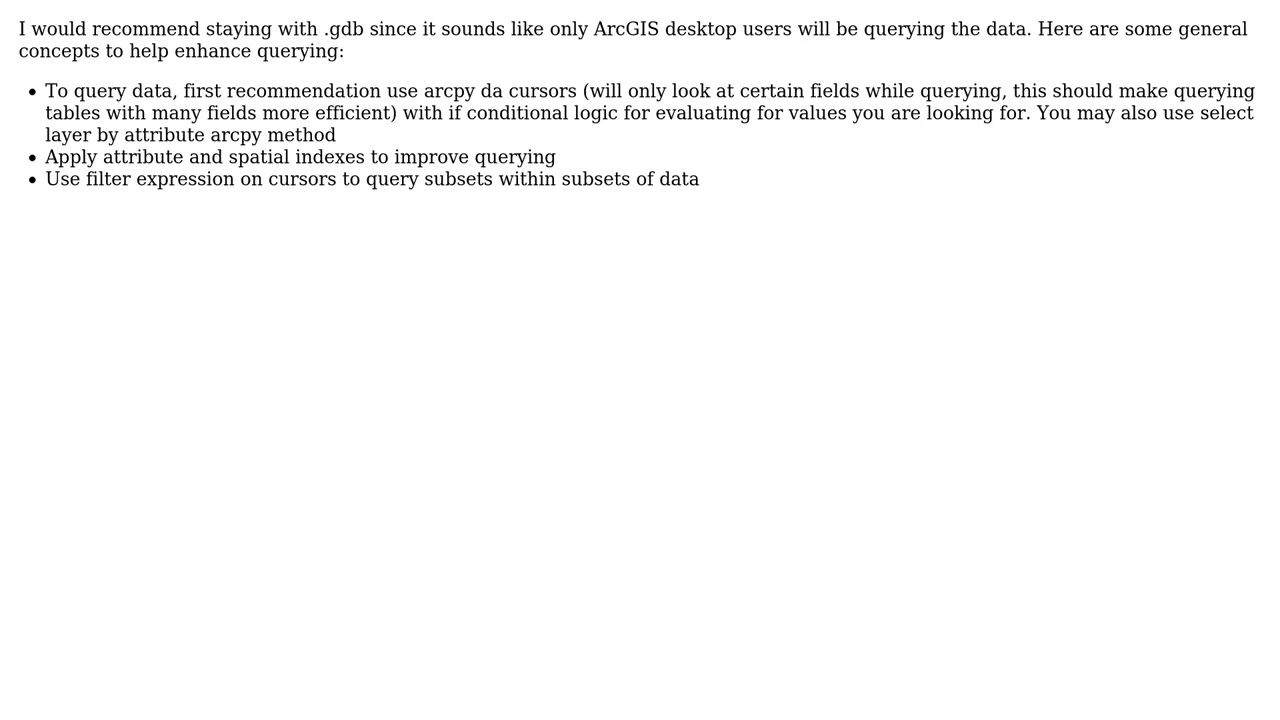 I would recommend staying with .gdb since it sounds like only ArcGIS desktop users will be querying the data. Here are some general
concepts to help enhance querying:
• To query data, first recommendation use arcpy da cursors (will only look at certain fields while querying, this should make querying
tables with many fields more efficient) with if conditional logic for evaluating for values you are looking for. You may also use select
layer by attribute arcpy method
• Apply attribute and spatial indexes to improve querying
• Use filter expression on cursors to query subsets within subsets of data